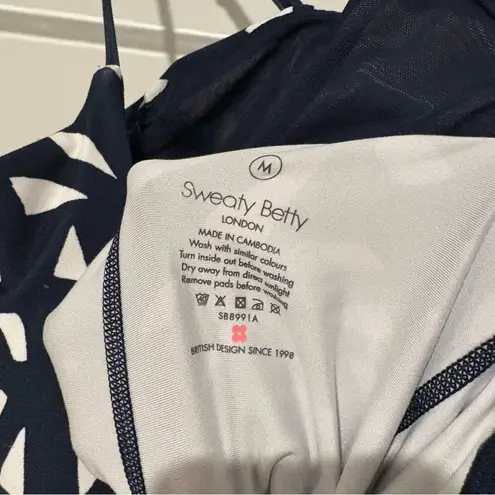 M
Sweaty Betty
LONDON
MADE IN CAMBODIA
Wash with similar colours
Turn inside out before washing
Dry away from direct sunlight
Remove pads before washing
SB8991A
BRITISH DESIGN SINCE 1998